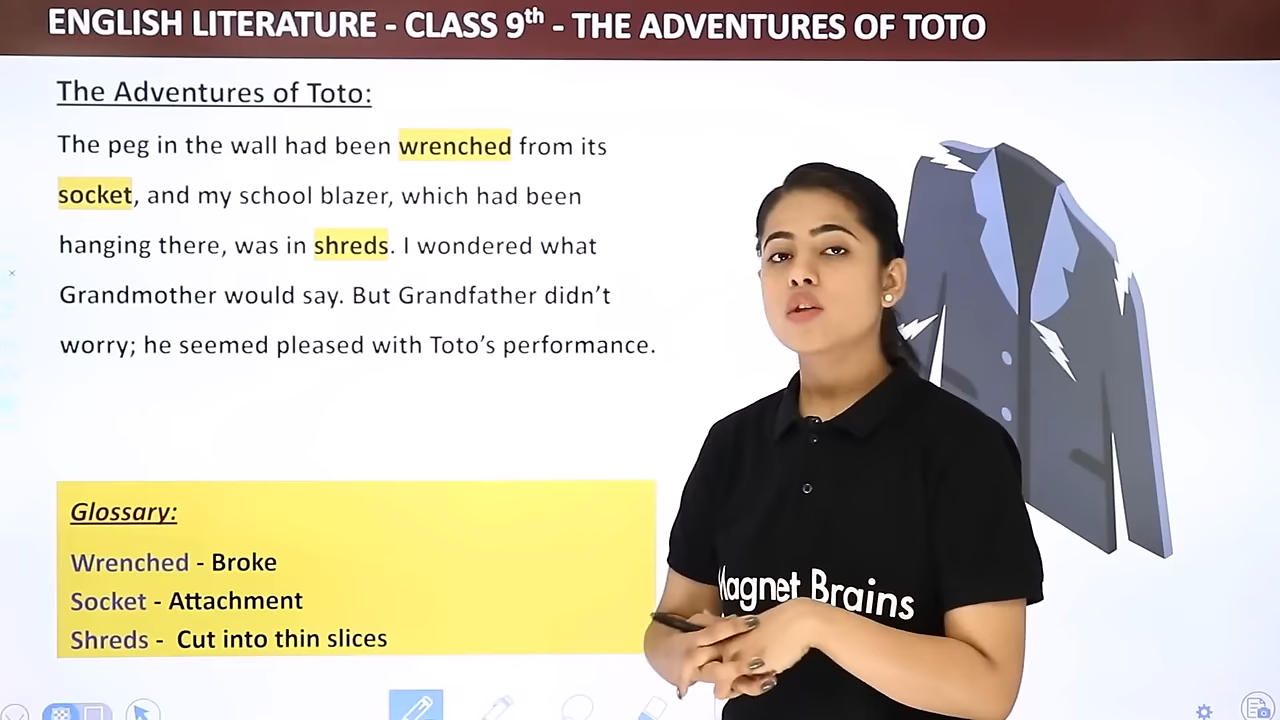 ENGLISH LITERATURE - CLASS 9th - THE ADVENTURES OF TOTO
The Adventures of Toto:
The peg in the wall had been wrenched from its
socket, and my school blazer, which had been
hanging there, was in shreds. I wondered what
Grandmother would say. But Grandfather didn't
worry; he seemed pleased with Toto's performance.
Glossary:
Wrenched - Broke
Socket - Attachment
Shreds - Cut into thin slices
Magnet Brains